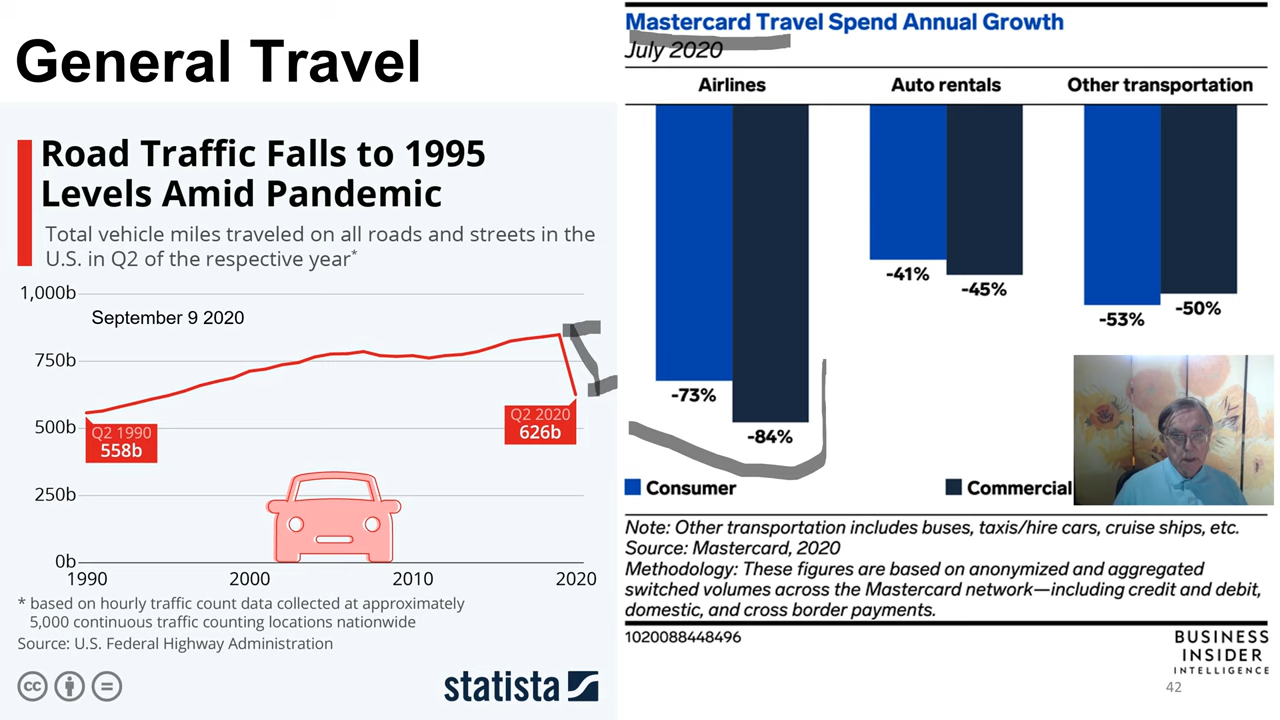 General Travel
Road Traffic Falls to 1995
Levels Amid Pandemic
Total vehicle miles traveled on all roads and streets in the
U.S. in Q2 of the respective year*
1,000b
September 9 2020
750b
500b
250b
0b
Q2 1990
558b
Q2 2020
626b
1990
2000
2010
2020
* based on hourly traffic count data collected at approximately
5,000 continuous traffic counting locations nationwide
Source: U.S. Federal Highway Administration
cc
statista
Mastercard Travel Spend Annual Growth
July 2020
Airlines
Auto rentals
Other transportation
-73%
-84%
-41%
-45%
-53%
-50%
Consumer
Commercial
Note: Other transportation includes buses, taxis/hire cars, cruise ships, etc.
Source: Mastercard, 2020
Methodology: These figures are based on anonymized and aggregated
switched volumes across the Mastercard network—including credit and debit,
domestic, and cross border payments.
1020088448496
BUSINESS
INSIDER
INTELLIGENCE
42